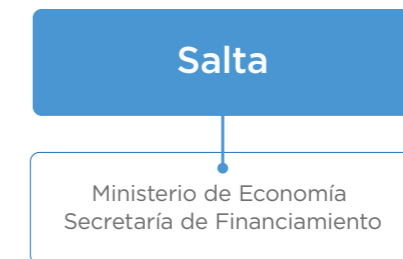 Salta
Ministerio de Economía
Secretaría de Financiamiento